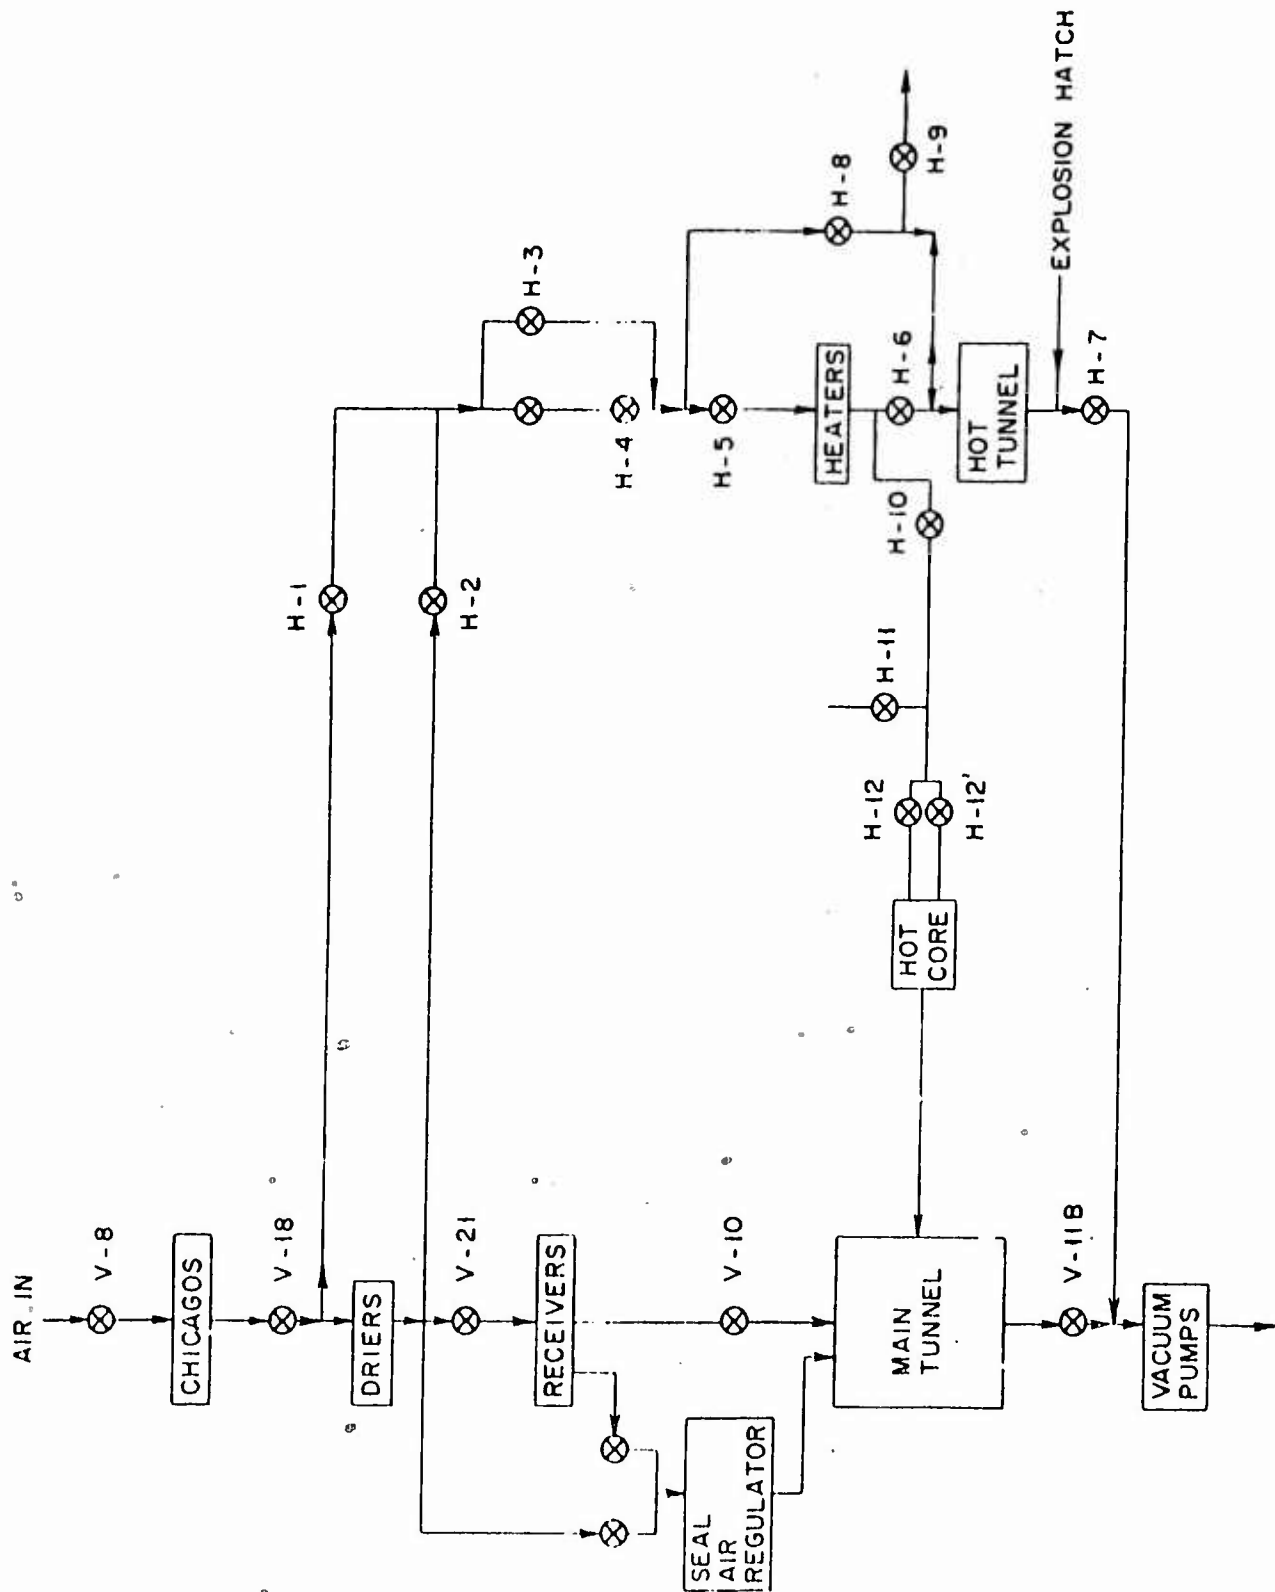 AIR IN
V-8
CHICAGOS
V-18
DRIERS
V-21
RECEIVERS
V-10
SEAL
AIR
REGULATOR
MAIN
TUNNEL
V-11B
VACUUM
PUMPS
H-1
H-2
H-3
H-4
H-5
HEATERS
H-6
H-8
H-9
H-10
H-11
H-12
H-12'
HOT
CORE
HOT
TUNNEL
H-7
EXPLOSION HATCH